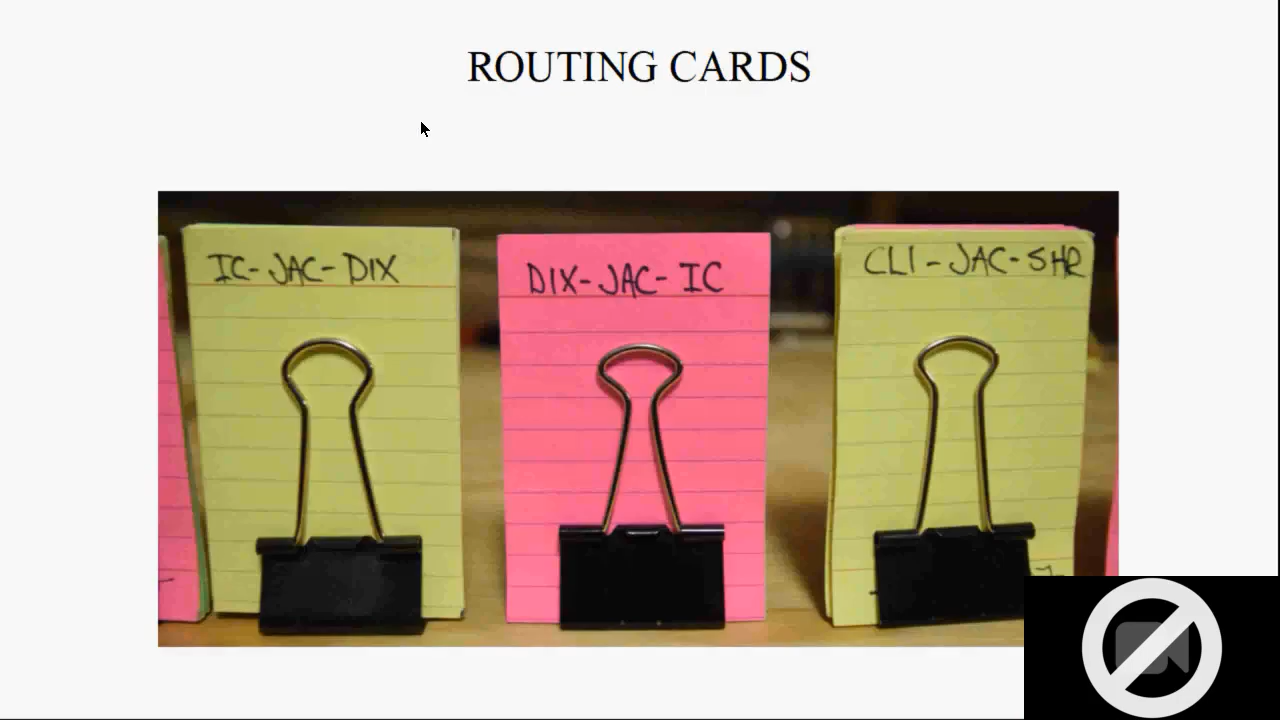 ROUTING CARDS
IC-JAC-DIX
DIX-JAC-IC
CLI-JAC-SHR